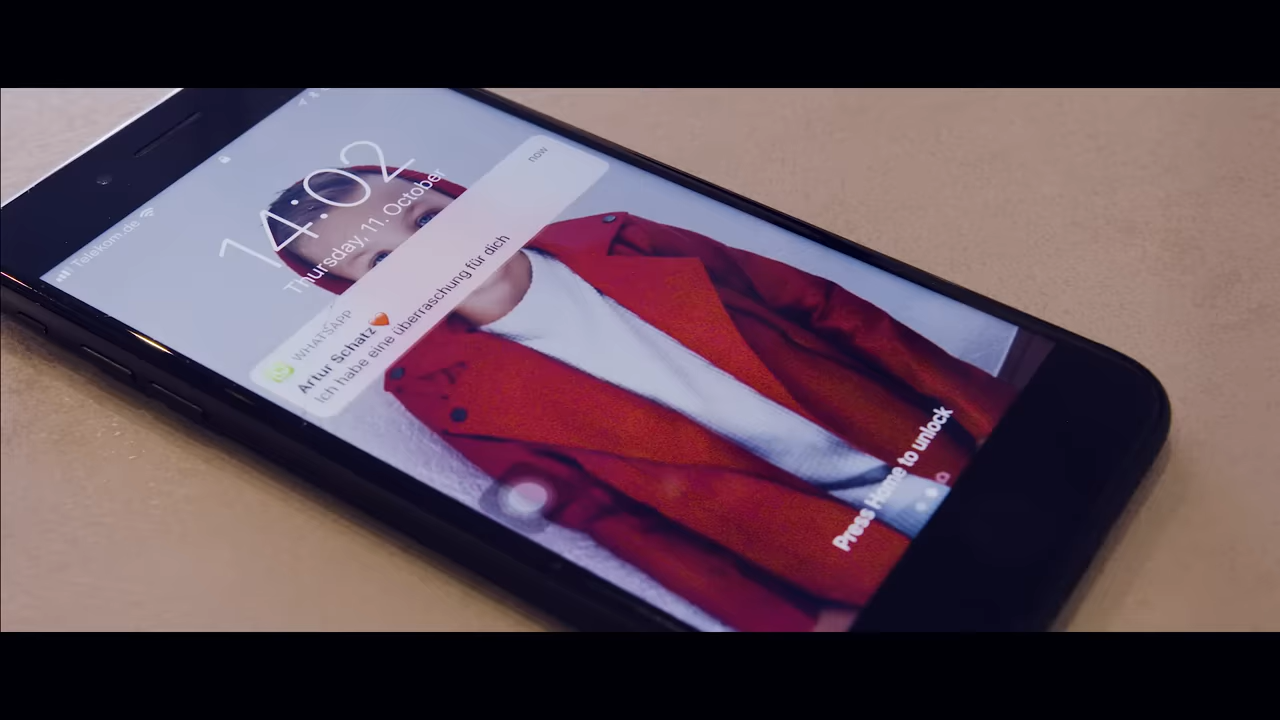 Telekom.de
14:02
Thursday, 11. October
WHATSAPP
now
Artur Schatz 🧡
Ich habe eine überraschung für dich
Press Home to unlock